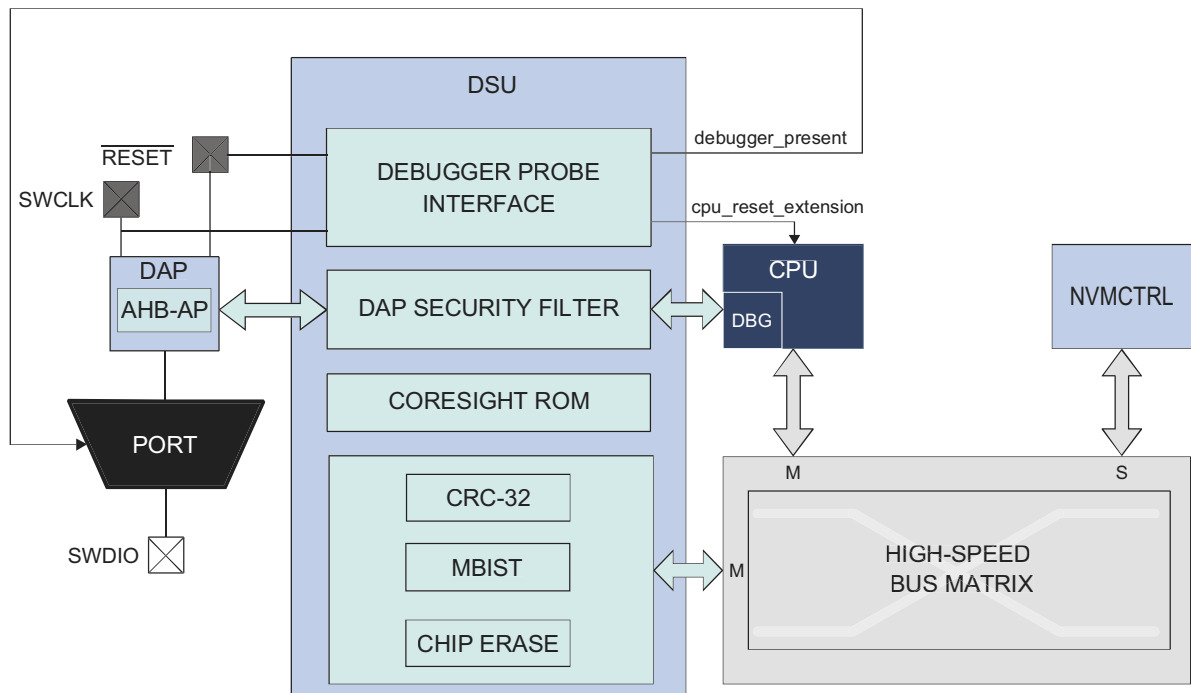 DSU
debugger_present
RESET
DEBUGGER PROBE
INTERFACE
SWCLK
cpu_reset_extension
DAP
AHB-AP
DAP SECURITY FILTER
CPU
DBG
NVMCTRL
CORESIGHT ROM
PORT
M
S
CRC-32
SWDIO
MBIST
M
HIGH-SPEED
BUS MATRIX
CHIP ERASE